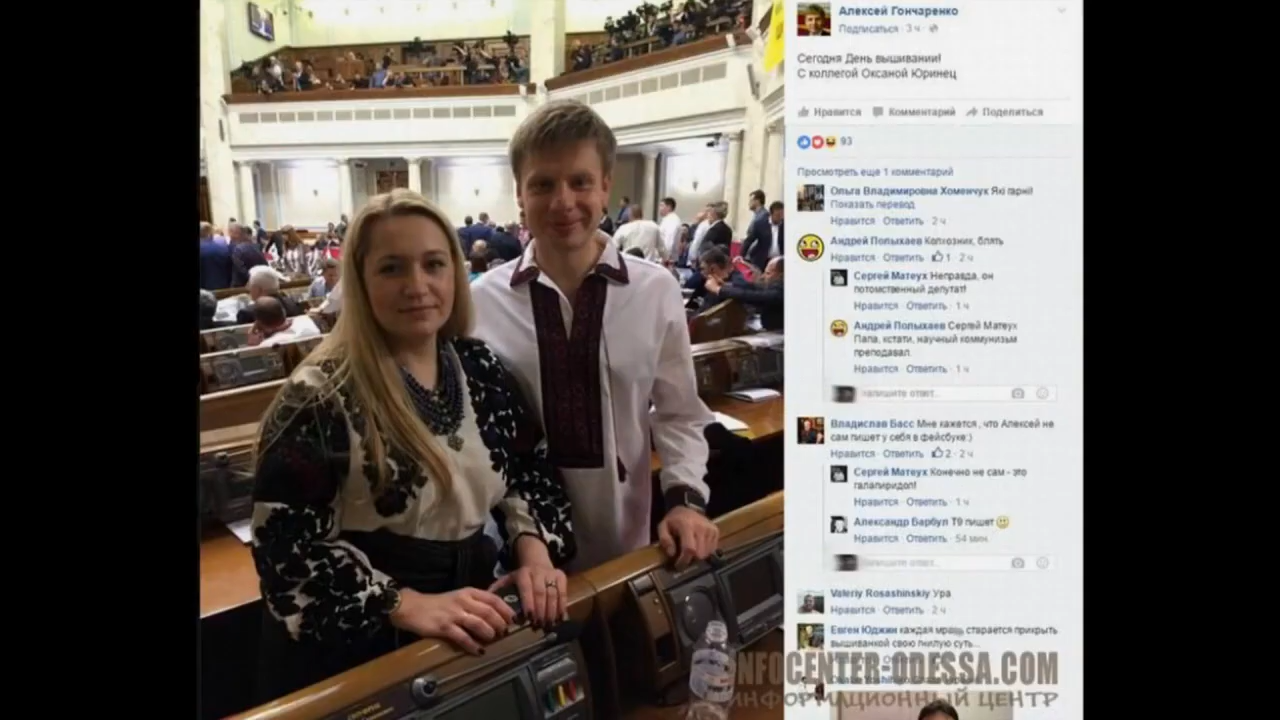 Алексей Гончаренко
Подписаться · 3 ч ·
Сегодня День вышивании!
С коллегой Оксаной Юринец
Нравится Комментарий Поделиться
93
Просмотреть еще 1 комментарий
Ольга Владимировна Хоменчук Які гарні!
Показать перевод
Нравится · Ответить · 2 ч
Андрей Полыхаев Колхозник, блять
Нравится · Ответить · 1 · 2 ч
Сергей Матеух Неправда, он
потомственный депутат!
Нравится · Ответить · 1 ч
Андрей Полыхаев Сергей Матеух
Папа, кстати, научный коммунизм
преподавал.
Нравится · Ответить · 1 ч
Напишите ответ...
Владислав Басс Мне кажется , что Алексей не
сам пишет у себя в фейсбуке:)
Нравится · Ответить · 2 · 2 ч
Сергей Матеух Конечно не сам - это
галапиридол!
Нравится · Ответить · 1 ч
Александр Барбул Т9 пишет
Нравится · Ответить · 54 мин.
Напишите ответ...
Valeriy Rosashinskiy Ура
Нравится · Ответить · 2 ч
Евген Юджин каждая старается прикрыть
вышиванкой свою гнилую суть...
INFOCENTER-ODESSA.COM
ИНФОРМАЦИОННЫЙ ЦЕНТР